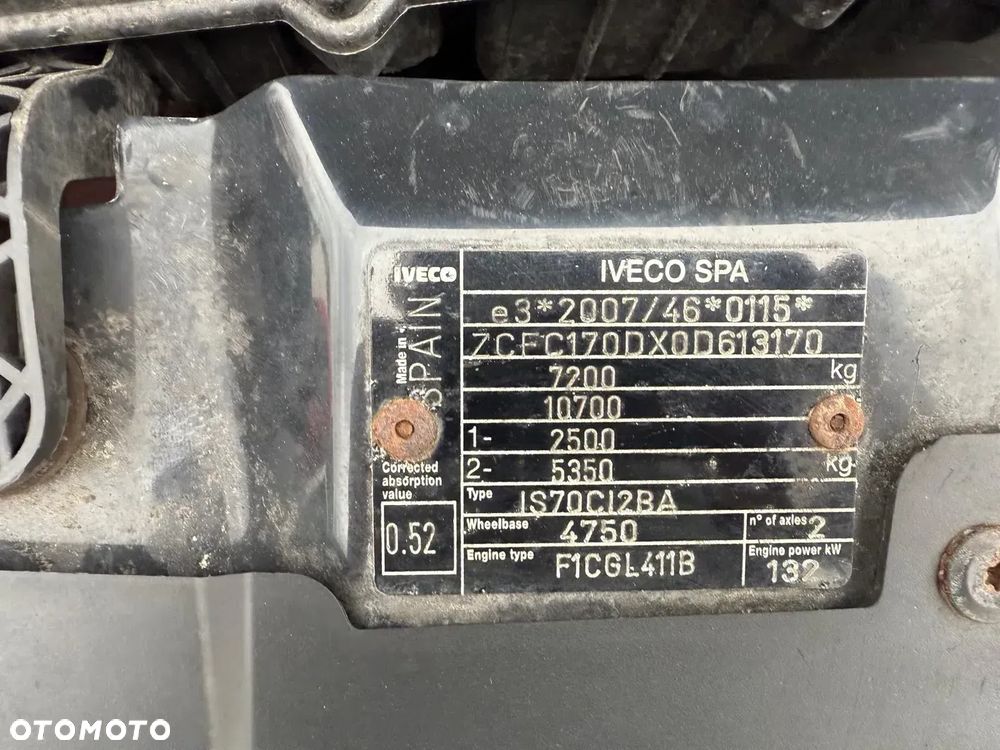 IVECO
Made in
SPAIN
IVECO SPA
e3*2007/46*0115*
ZCFC170DX0D613170
7200 kg
10700
1- 2500
2- 5350 kg
Corrected absorption value
0.52
Type IS70CI2BA
Wheelbase 4750 n° of axles 2
Engine type F1CGL411B Engine power kW 132
OTOMOTO